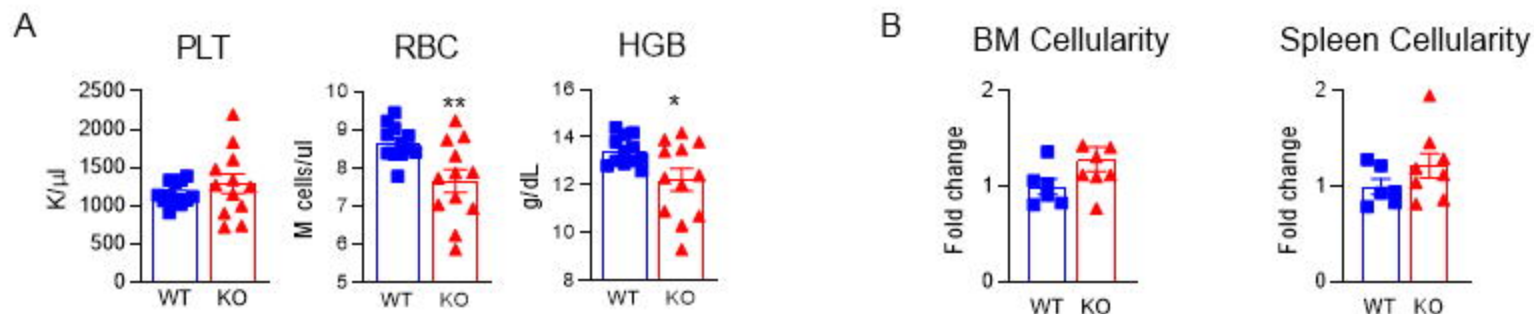 A
PLT
2500
2000
1500
1000
500
0
K/µl
WT KO
RBC
10
9
8
7
6
5
M cells/ul
**
WT KO
HGB
16
14
12
10
8
g/dL
*
WT KO
B
BM Cellularity
2
1
0
Fold change
WT KO
Spleen Cellularity
2
1
0
Fold change
WT KO